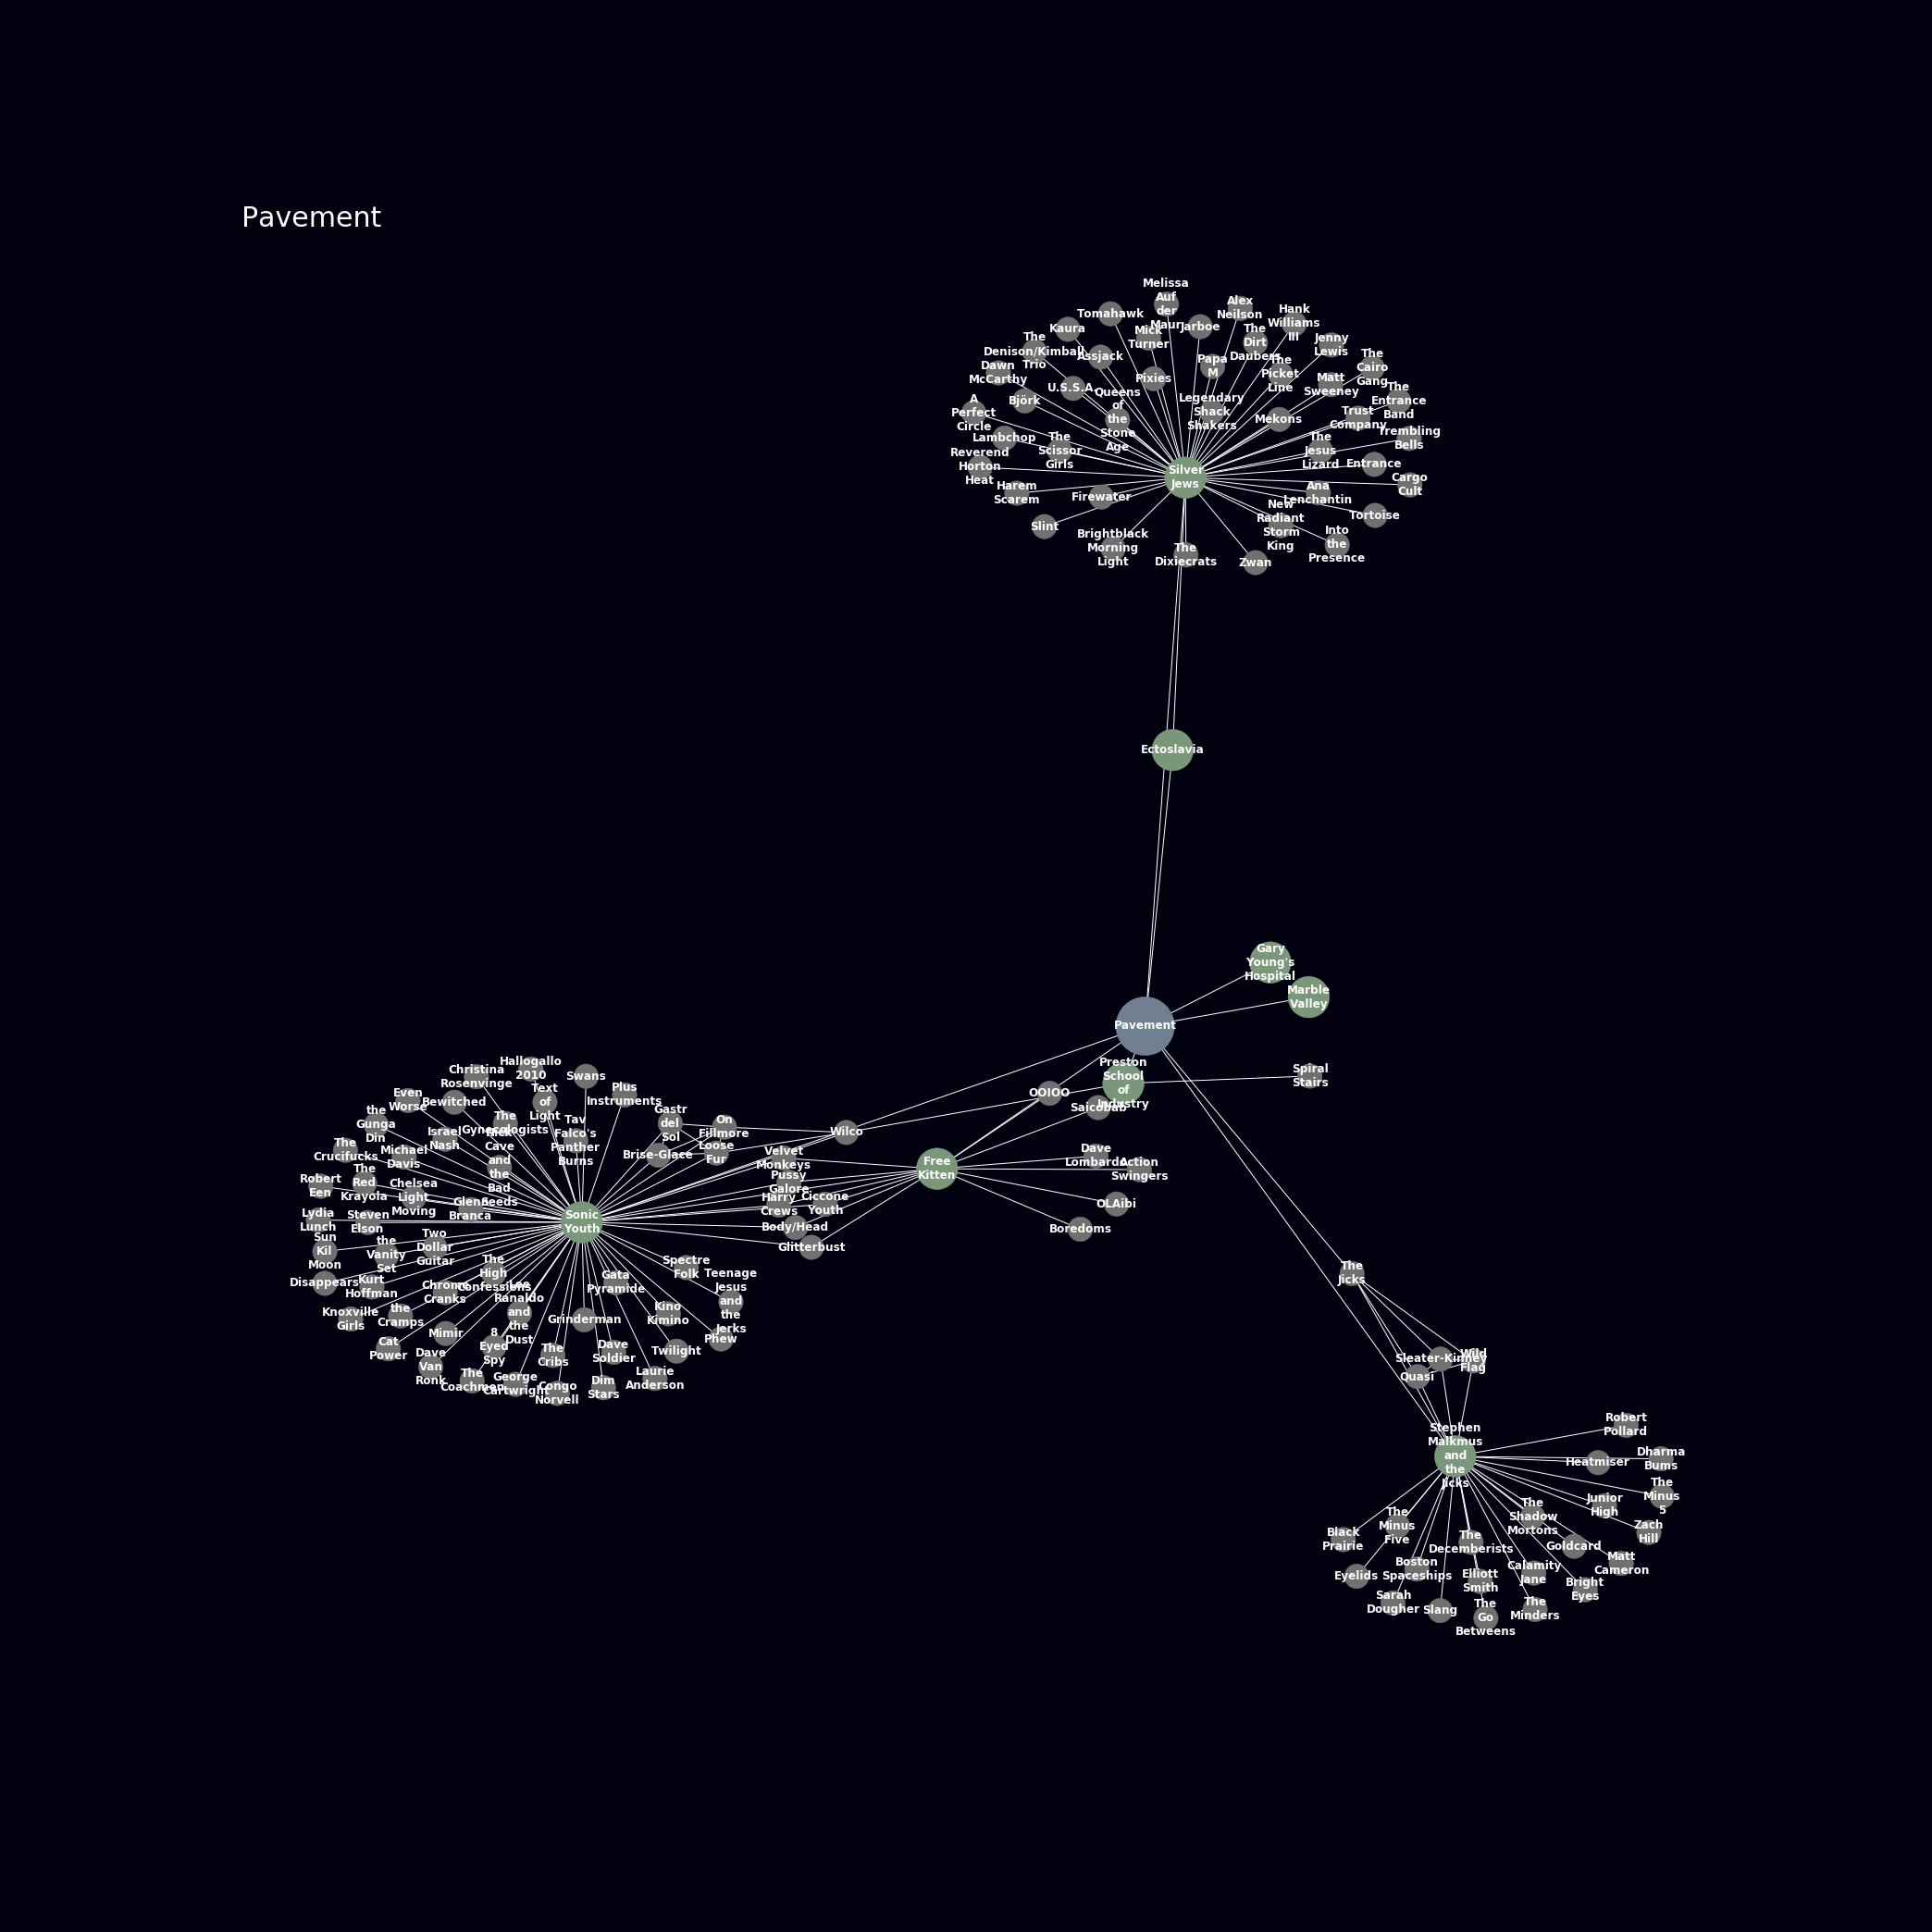 Pavement
Melissa
Auf
der
Maur
Tomahawk
Alex
Neilson
Hank
Williams
III
Kaura
Mick
Turner
Jarboe
The
Dirt
Daubers
Jenny
Lewis
The
Denison/Kimball
Trio
Assjack
Papa
M
The
Picket
Line
The
Cairo
Gang
Dawn
McCarthy
U.S.S.A.
Pixies
Matt
Sweeney
The
Entrance
Band
Björk
Queens
of
the
Stone
Age
Legendary
Shack
Shakers
Mekons
Trust
Company
A
Perfect
Circle
Trembling
Bells
Lambchop
The
Scissor
Girls
The
Jesus
Lizard
Entrance
Reverend
Horton
Heat
Silver
Jews
Cargo
Cult
Harem
Scarem
Firewater
Ana
Lenchantin
Slint
New
Radiant
Storm
King
Tortoise
Brightblack
Morning
Light
The
Dixiecrats
Zwan
Into
the
Presence
Ectoslavia
Gary
Young's
Hospital
Marble
Valley
Pavement
Preston
School
of
Industry
Spiral
Stairs
OOIOO
Saicobab
Wilco
Free
Kitten
Dave
Lombardo
Action
Swingers
OLAibi
Boredoms
Hallogallo
2010
Christina
Rosenvinge
Swans
Plus
Instruments
Even
Worse
Bewitched
Text
of
Light
the
Gunga
Din
Israel
Nash
The
Gynecologists
Tav
Falco's
Panther
Burns
Gastr
del
Sol
On
Fillmore
Loose
Fur
Brise-Glace
The
Crucifucks
Michael
Davis
Nick
Cave
and
the
Bad
Seeds
Velvet
Monkeys
Pussy
Galore
Robert
Een
The
Red
Krayola
Chelsea
Light
Moving
Glenn
Branca
Harry
Crews
Ciccone
Youth
Body/Head
Glitterbust
Lydia
Lunch
Steven
Elson
Sonic
Youth
Sun
Kil
Moon
the
Vanity
Set
Two
Dollar
Guitar
Disappears
Kurt
Hoffman
Chrome
Cranks
The
High
Confessions
Gata
Pyramide
Spectre
Folk
Teenage
Jesus
and
the
Jerks
Knoxville
Girls
the
Cramps
Lee
Ranaldo
and
the
Dust
Grinderman
Kino
Kimino
Phew
Mimir
8
Eyed
Spy
Cat
Power
Dave
Van
Ronk
The
Cribs
Dave
Soldier
Twilight
The
Coachmen
George
Cartwright
Congo
Norvell
Dim
Stars
Laurie
Anderson
The
Jicks
Sleater-Kinney
Wild
Flag
Quasi
Stephen
Malkmus
and
the
Jicks
Robert
Pollard
Heatmiser
Dharma
Bums
The
Minus
5
Junior
High
Zach
Hill
The
Shadow
Mortons
The
Minus
Five
Black
Prairie
The
Decemberists
Goldcard
Matt
Cameron
Eyelids
Boston
Spaceships
Elliott
Smith
Calamity
Jane
Bright
Eyes
Sarah
Dougher
Slang
The
Go
Betweens
The
Minders